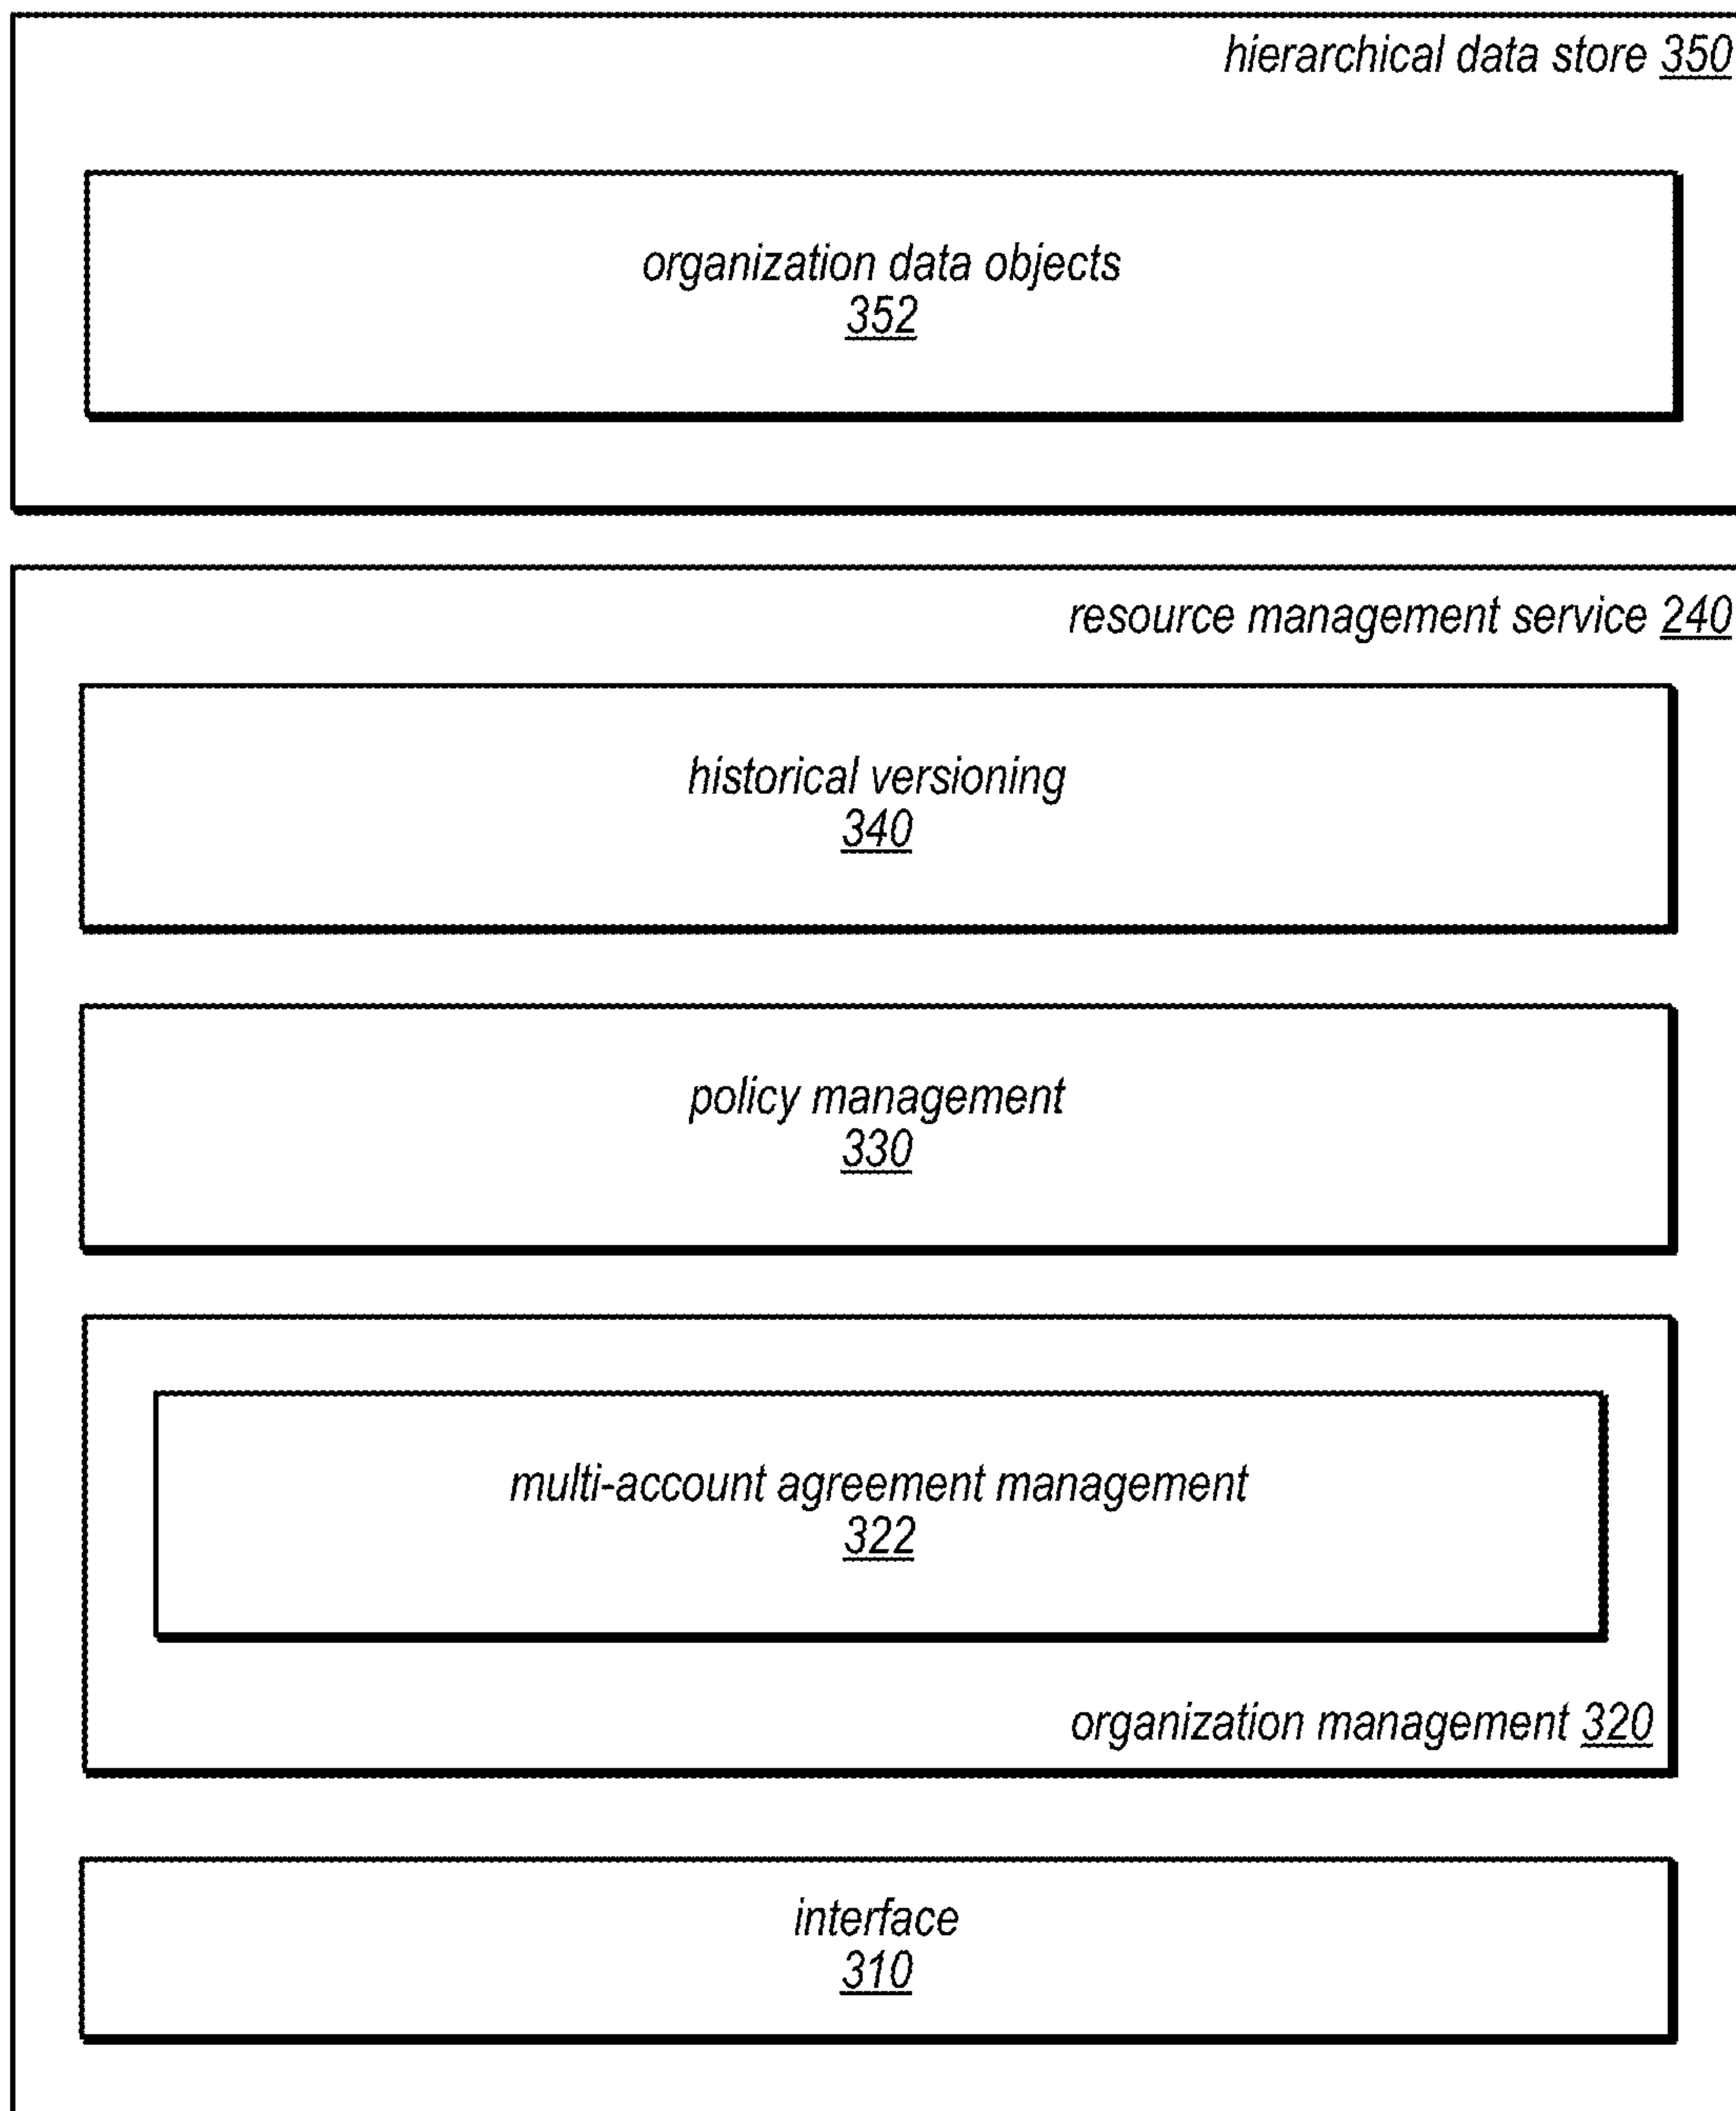 hierarchical data store 350
organization data objects
352
resource management service 240
historical versioning
340
policy management
330
multi-account agreement management
322
organization management 320
interface
310